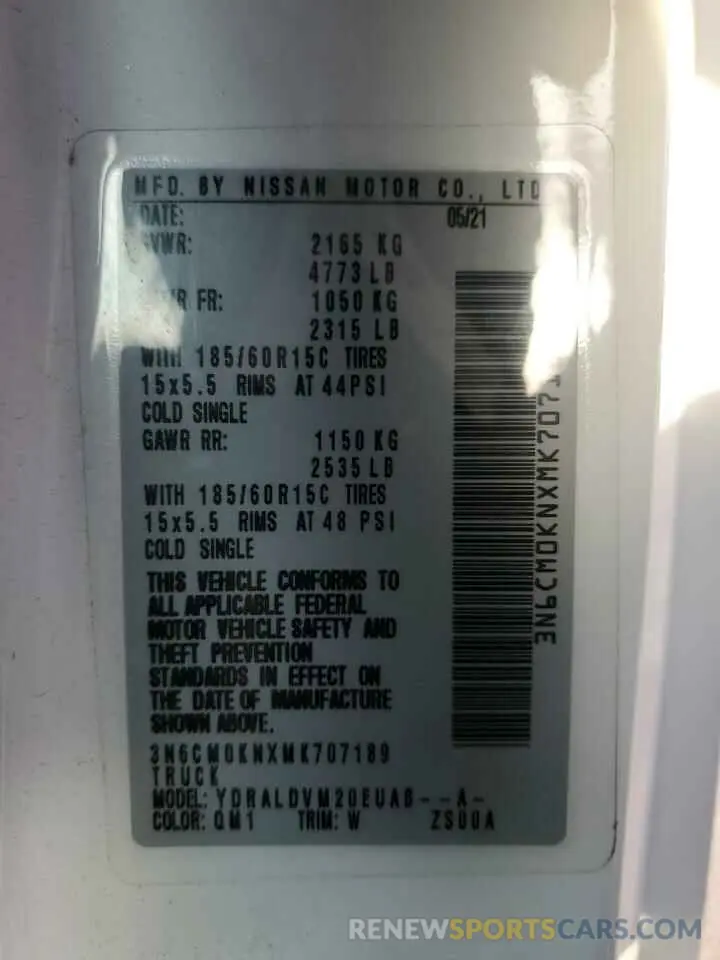 MFD. BY NISSAN MOTOR CO., LTD
DATE: 05/21
GVWR: 2165 KG
4773 LB
FR: 1050 KG
2315 LB
WITH 185/60R15C TIRES
15x5.5 RIMS AT 44PSI
COLD SINGLE
GAWR RR: 1150 KG
2535 LB
WITH 185/60R15C TIRES
15x5.5 RIMS AT 48 PSI
COLD SINGLE
THIS VEHICLE CONFORMS TO
ALL APPLICABLE FEDERAL
MOTOR VEHICLE SAFETY AND
THEFT PREVENTION
STANDARDS IN EFFECT ON
THE DATE OF MANUFACTURE
SHOWN ABOVE.
3N6CM0KNXMK707189
TRUCK
MODEL: YDRALDVM20EUAB--A-
COLOR: QM1 TRIM: W ZS00A
3N6CM0KNXMK7071
RENEWSPORTSCARS.COM